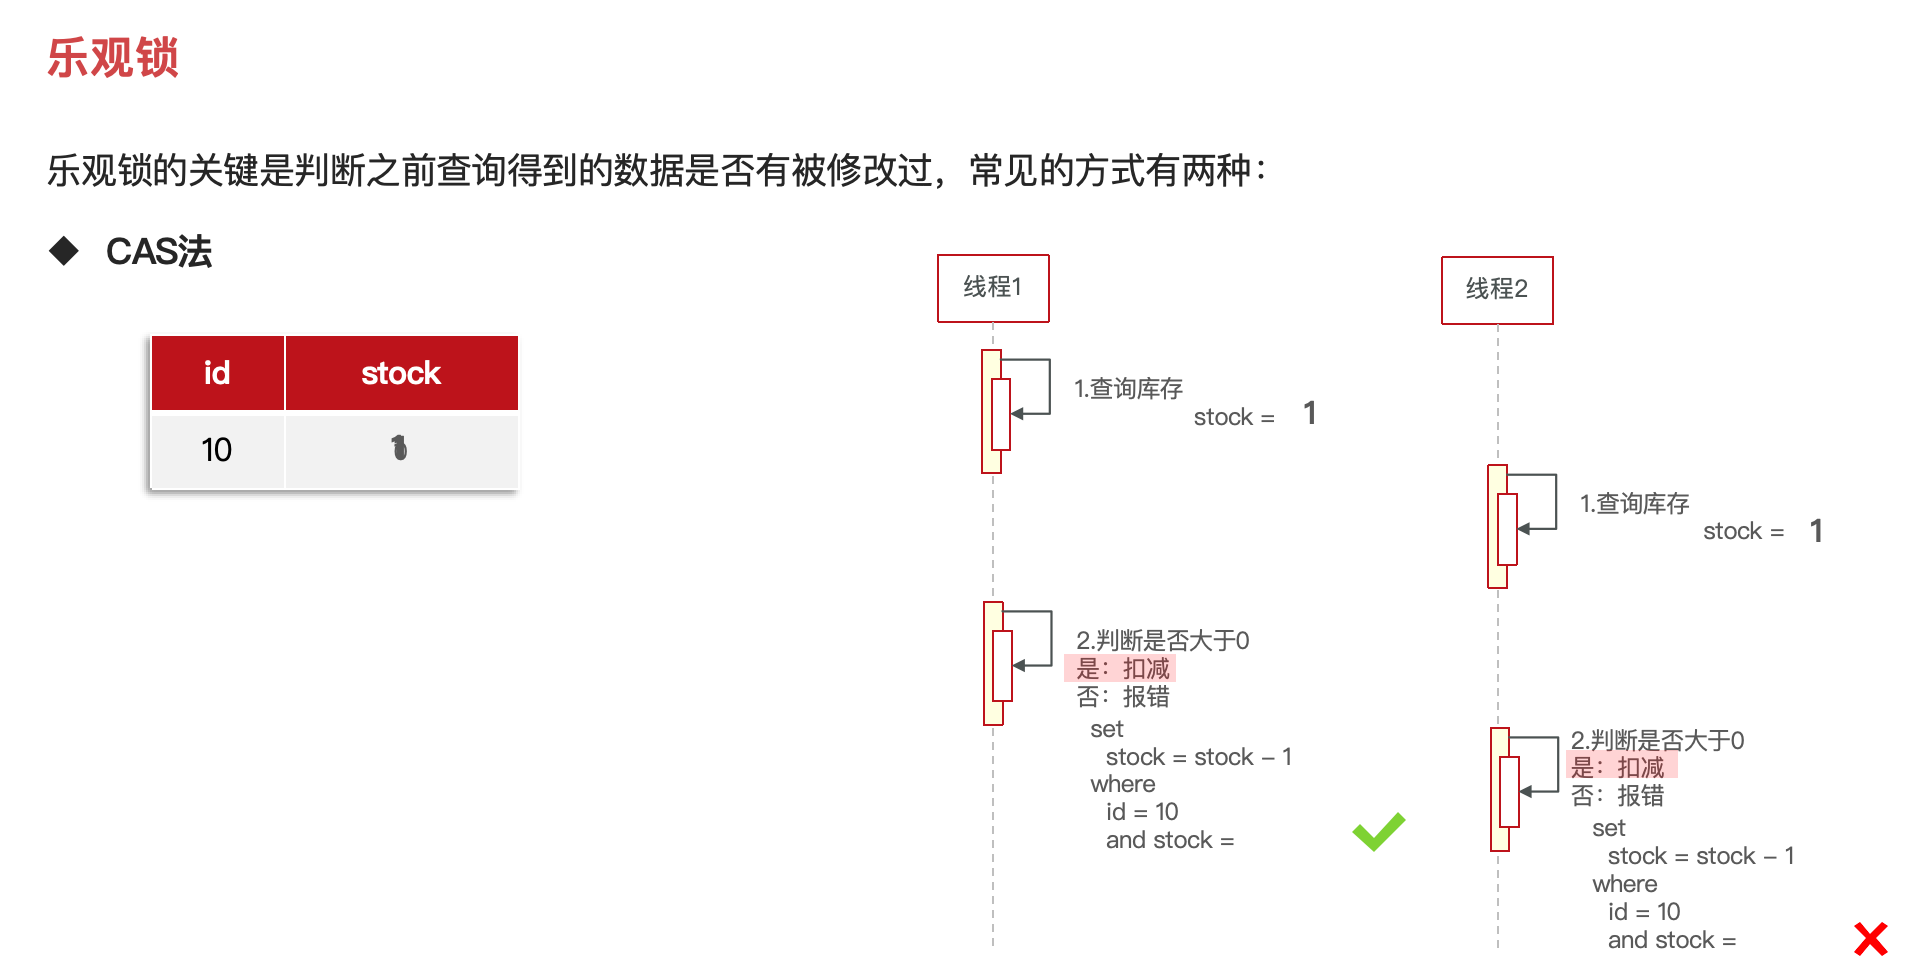 乐观锁
乐观锁的关键是判断之前查询得到的数据是否有被修改过，常见的方式有两种：
CAS法
id
stock
10
线程1
1.查询库存
stock = 1
2.判断是否大于0
是：扣减
否：报错
set
stock = stock – 1
where
id = 10
and stock =
线程2
1.查询库存
stock = 1
2.判断是否大于0
是：扣减
否：报错
set
stock = stock – 1
where
id = 10
and stock =